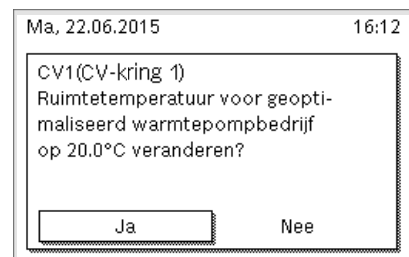 Ma, 22.06.2015 16:12
CV1(CV-kring 1)
Ruimtetemperatuur voor geopti-
maliseerd warmtepompbedrijf
op 20.0°C veranderen?
Ja Nee